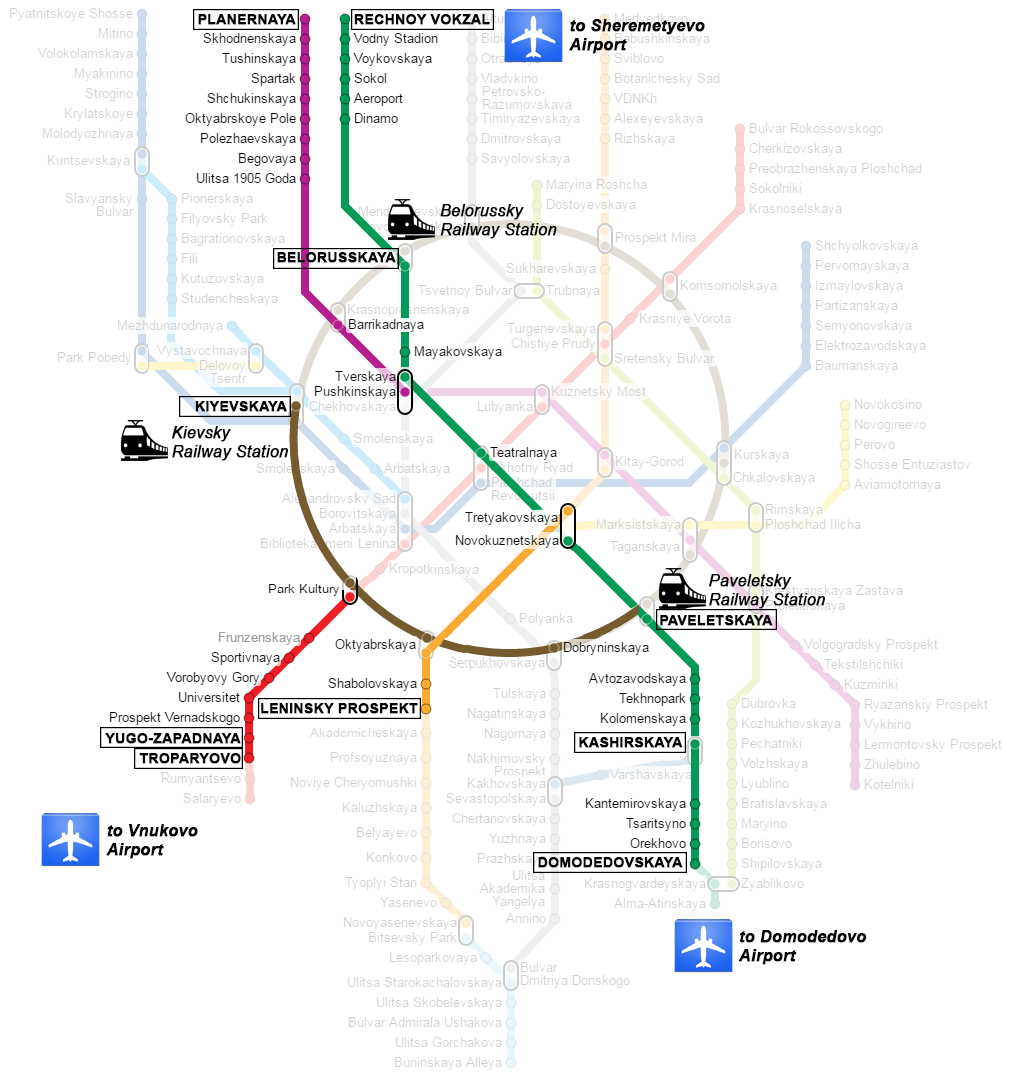 Pyatnitskoye Shosse
Mitino
Volokolamskaya
Myakinino
Strogino
Krylatskoye
Molodyozhnaya
Kuntsevskaya
Slavyansky
Bulvar
Pionerskaya
Filyovsky Park
Bagrationovskaya
Fili
Kutuzovskaya
Studencheskaya
Mezhdunarodnaya
Park Pobedy
Vystavochnaya
Delovoy
Tsentr
PLANERNAYA
Skhodnenskaya
Tushinskaya
Spartak
Shchukinskaya
Oktyabrskoye Pole
Polezhaevskaya
Begovaya
Ulitsa 1905 Goda
RECHNOY VOKZAL
Vodny Stadion
Voykovskaya
Sokol
Aeroport
Dinamo
to Sheremetyevo
Airport
Vladykino
Petrovsko-
Razumovskaya
Timiryazevskaya
Dmitrovskaya
Savyolovskaya
Medvedkovo
Babushkinskaya
Sviblovo
Botanichesky Sad
VDNKh
Alexeyevskaya
Rizhskaya
Maryina Roshcha
Dostoyevskaya
Bulvar Rokossovskogo
Cherkizovskaya
Preobrazhenskaya Ploshchad
Sokolniki
Krasnoselskaya
Shchyolkovskaya
Pervomayskaya
Izmaylovskaya
Partizanskaya
Semyonovskaya
Elektrozavodskaya
Baumanskaya
Belorussky
Railway Station
BELORUSSKAYA
Prospekt Mira
Sukharevskaya
Komsomolskaya
Tsvetnoy Bulvar
Trubnaya
Krasnopresnenskaya
Barrikadnaya
Krasniye Vorota
Turgenevskaya
Chistiye Prudy
Sretensky Bulvar
Mayakovskaya
Tverskaya
Pushkinskaya
Chekhovskaya
Kuznetsky Most
Lubyanka
Novokosino
Novogireevo
Perovo
Shosse Entuziastov
Aviamotornaya
KIYEVSKAYA
Kievsky
Railway Station
Smolenskaya
Smolenskaya
Arbatskaya
Teatralnaya
Okhotny Ryad
Ploshchad
Revolutsii
Kitay-Gorod
Kurskaya
Chkalovskaya
Alexandrovsky Sad
Borovitskaya
Arbatskaya
Biblioteka imeni Lenina
Kropotkinskaya
Tretyakovskaya
Novokuznetskaya
Marksistskaya
Taganskaya
Rimskaya
Ploshchad Ilicha
Paveletsky
Railway Station
PAVELETSKAYA
Park Kultury
Polyanka
Frunzenskaya
Sportivnaya
Vorobyovy Gory
Universitet
Prospekt Vernadskogo
YUGO-ZAPADNAYA
TROPARYOVO
Rumyantsevo
Salaryevo
to Vnukovo
Airport
Oktyabrskaya
Shabolovskaya
LENINSKY PROSPEKT
Akademicheskaya
Profsoyuznaya
Noviye Cheryomushki
Kaluzhskaya
Belyayevo
Konkovo
Tyoplyi Stan
Yasenevo
Novoyasenevskaya
Bitsevsky Park
Lesoparkovaya
Ulitsa Starokachalovskaya
Ulitsa Skobelevskaya
Bulvar Admirala Ushakova
Ulitsa Gorchakova
Buninskaya Alleya
Dobryninskaya
Serpukhovskaya
Tulskaya
Nagatinskaya
Nagornaya
Nakhimovsky
Prospekt
Kakhovskaya
Sevastopolskaya
Chertanovskaya
Yuzhnaya
Prazhskaya
Ulitsa
Akademika
Yangelya
Annino
Bulvar
Dmitriya Donskogo
Varshavskaya
Avtozavodskaya
Tekhnopark
Kolomenskaya
KASHIRSKAYA
Kantemirovskaya
Tsaritsyno
Orekhovo
DOMODEDOVSKAYA
Krasnogvardeyskaya
Alma-Atinskaya
to Domodedovo
Airport
Dubrovka
Kozhukhovskaya
Pechatniki
Volzhskaya
Lyublino
Bratislavskaya
Maryino
Borisovo
Shipilovskaya
Zyablikovo
Volgogradsky Prospekt
Tekstilshchiki
Kuzminki
Ryazanskiy Prospekt
Vykhino
Lermontovsky Prospekt
Zhulebino
Kotelniki